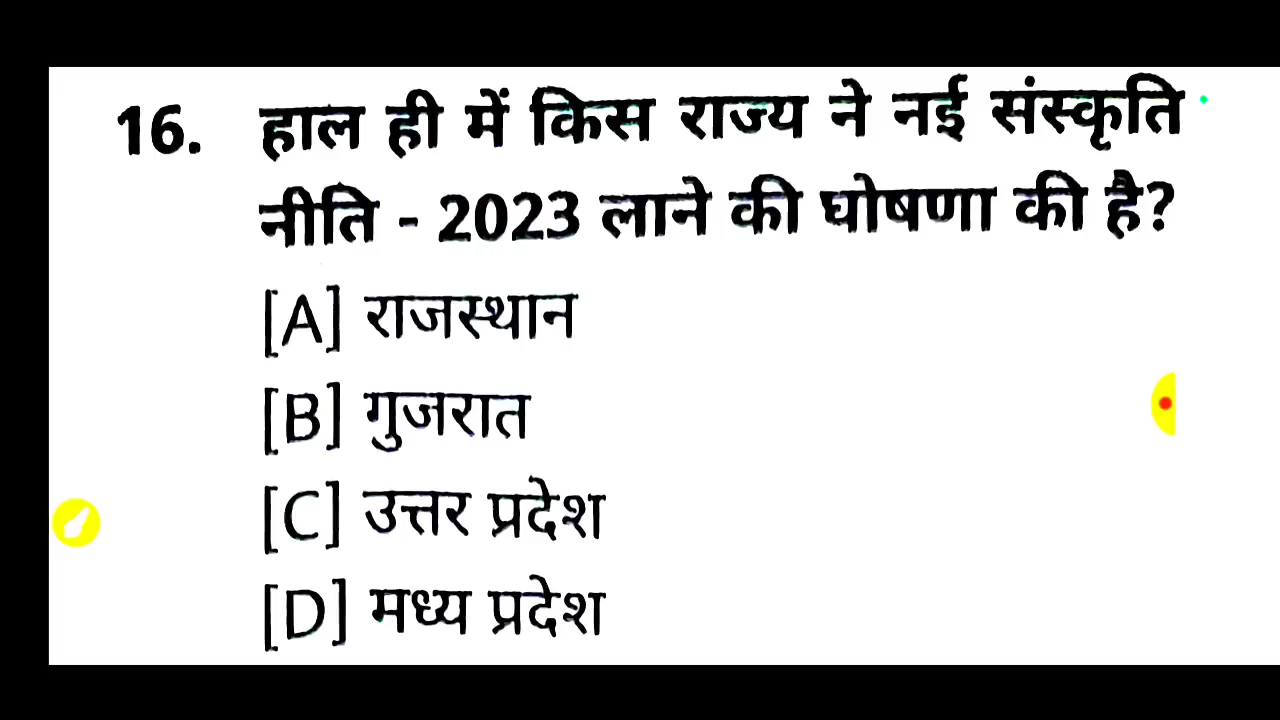 16. हाल ही में किस राज्य ने नई संस्कृति
नीति - 2023 लाने की घोषणा की है?
[A] राजस्थान
[B] गुजरात
[C] उत्तर प्रदेश
[D] मध्य प्रदेश